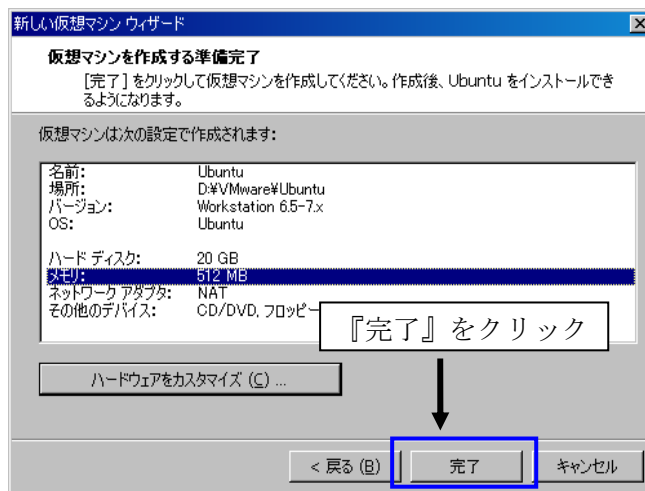 新しい仮想マシン ウィザード
仮想マシンを作成する準備完了
[完了] をクリックして仮想マシンを作成してください。作成後、Ubuntu をインストールでき
るようになります。
仮想マシンは次の設定で作成されます:
名前: Ubuntu
場所: D:¥VMware¥Ubuntu
バージョン: Workstation 6.5-7.x
OS: Ubuntu
ハード ディスク: 20 GB
メモリ: 512 MB
ネットワーク アダプタ: NAT
その他のデバイス: CD/DVD, フロッピー
『完了』をクリック
ハードウェアをカスタマイズ (C) ...
< 戻る (B)
完了
キャンセル